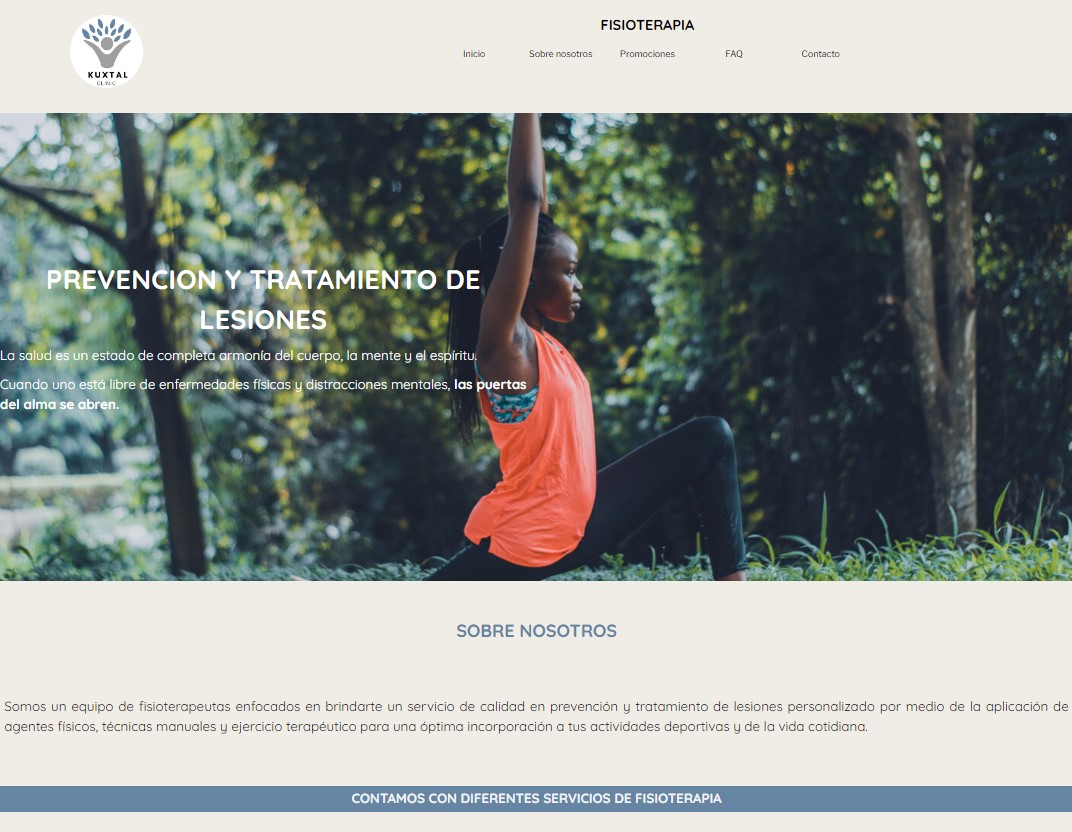 KUXTAL
CLINIC
FISIOTERAPIA
Inicio Sobre nosotros Promociones FAQ Contacto
PREVENCION Y TRATAMIENTO DE
LESIONES
La salud es un estado de completa armonía del cuerpo, la mente y el espíritu.
Cuando uno está libre de enfermedades físicas y distracciones mentales, las puertas
del alma se abren.
SOBRE NOSOTROS
Somos un equipo de fisioterapeutas enfocados en brindarte un servicio de calidad en prevención y tratamiento de lesiones personalizado por medio de la aplicación de
agentes físicos, técnicas manuales y ejercicio terapéutico para una óptima incorporación a tus actividades deportivas y de la vida cotidiana.
CONTAMOS CON DIFERENTES SERVICIOS DE FISIOTERAPIA